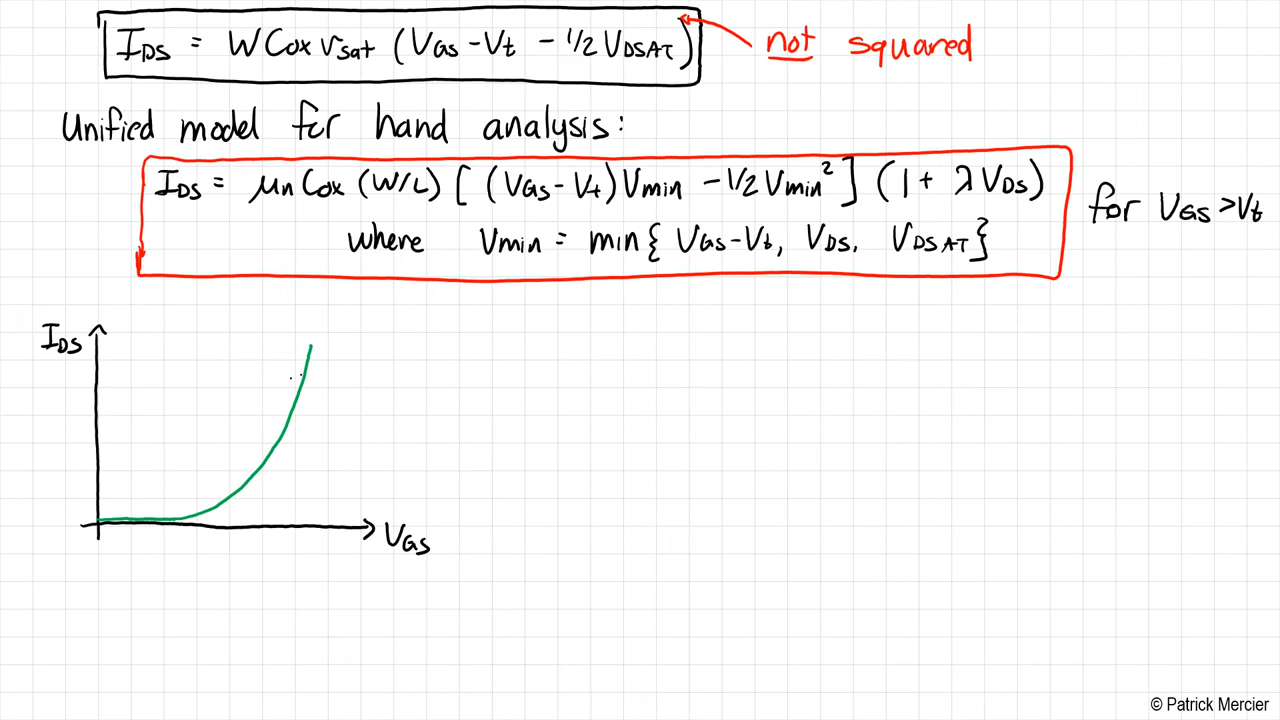 IDS = W Cox vsat (VGS - Vt - 1/2 VDSAT)
not squared
Unified model for hand analysis:
IDS = μn Cox (W/L) [(VGS - Vt)Vmin - 1/2 Vmin²] (1 + λVDS)
for VGS > Vt
where Vmin = min{ VGS - Vt, VDS, VDSAT }
IDS
VGS
© Patrick Mercier